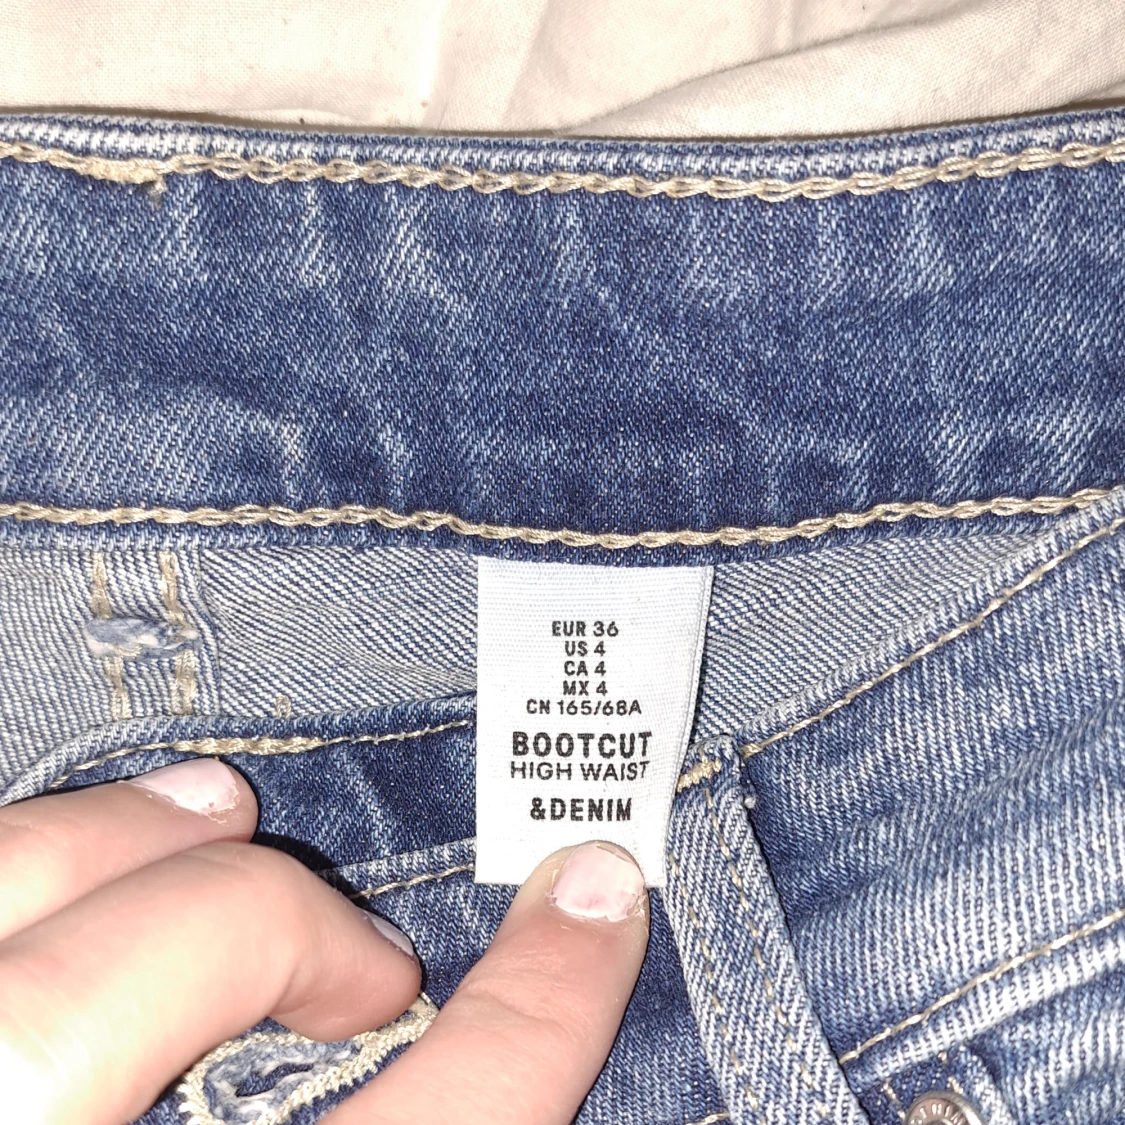 EUR 36
US 4
CA 4
MX 4
CN 165/68A
BOOTCUT
HIGH WAIST
&DENIM